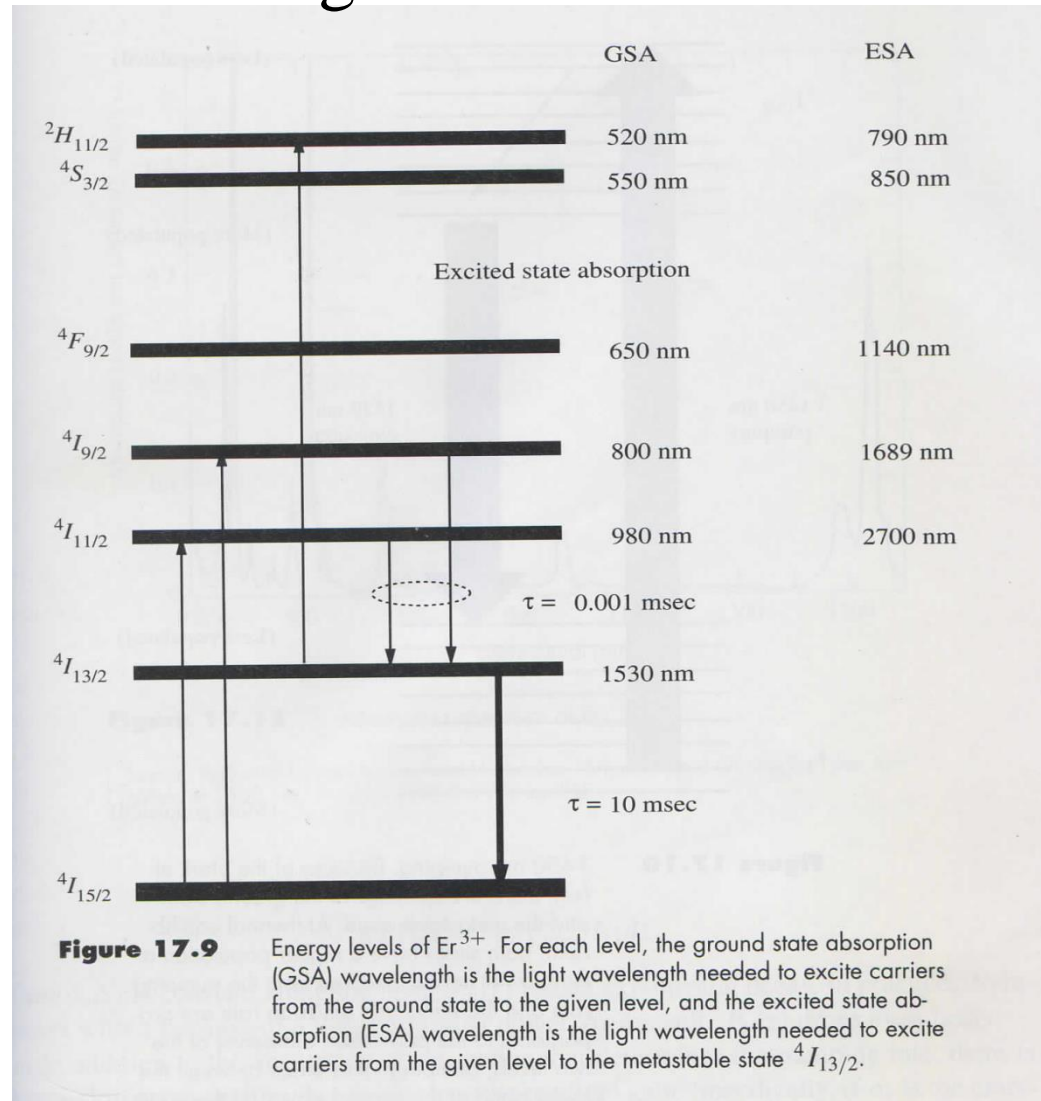 GSA ESA
²H₁₁/₂ 520 nm 790 nm
⁴S₃/₂ 550 nm 850 nm
Excited state absorption
⁴F₉/₂ 650 nm 1140 nm
⁴I₉/₂ 800 nm 1689 nm
⁴I₁₁/₂ 980 nm 2700 nm
τ = 0.001 msec
⁴I₁₃/₂ 1530 nm
τ = 10 msec
⁴I₁₅/₂
Figure 17.9 Energy levels of Er³⁺. For each level, the ground state absorption
(GSA) wavelength is the light wavelength needed to excite carriers
from the ground state to the given level, and the excited state ab-
sorption (ESA) wavelength is the light wavelength needed to excite
carriers from the given level to the metastable state ⁴I₁₃/₂.